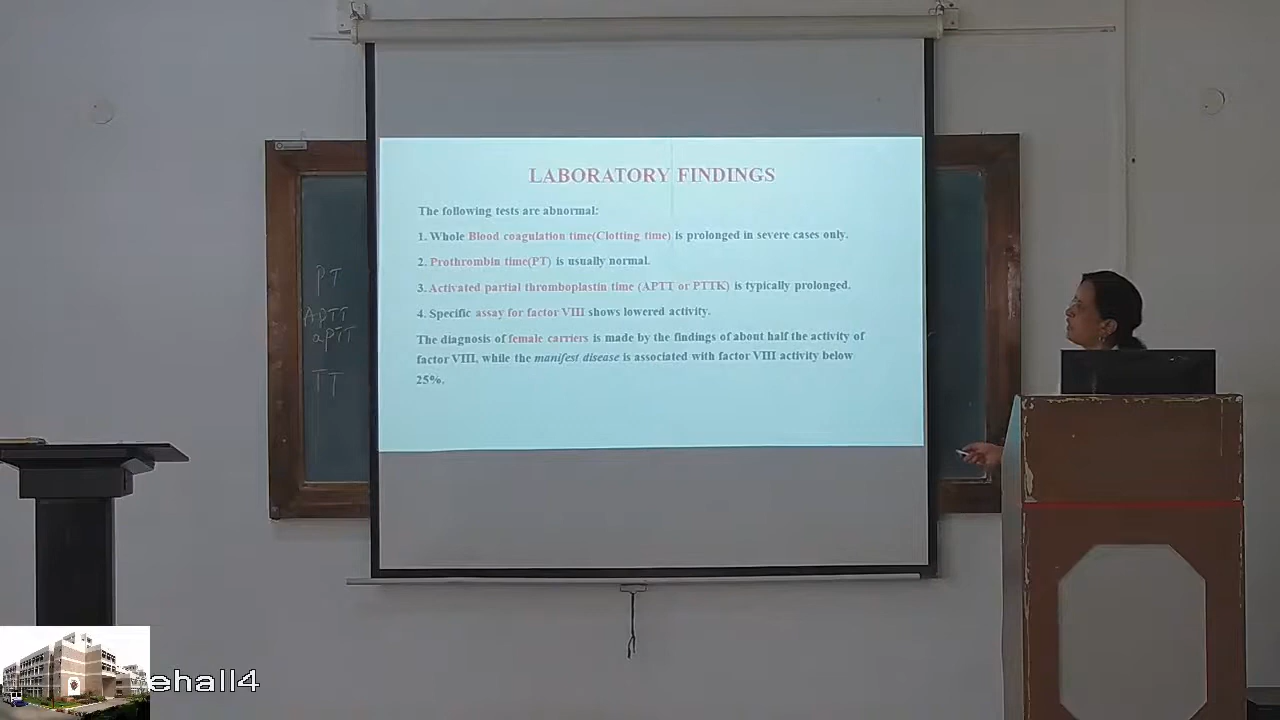 LABORATORY FINDINGS
The following tests are abnormal:
1. Whole Blood coagulation time(Clotting time) is prolonged in severe cases only.
2. Prothrombin time(PT) is usually normal.
3. Activated partial thromboplastin time (APTT or PTTK) is typically prolonged.
4. Specific assay for factor VIII shows lowered activity.
The diagnosis of female carriers is made by the findings of about half the activity of
factor VIII, while the manifest disease is associated with factor VIII activity below
25%.
PT
APTT
aPTT
TT
ehall4